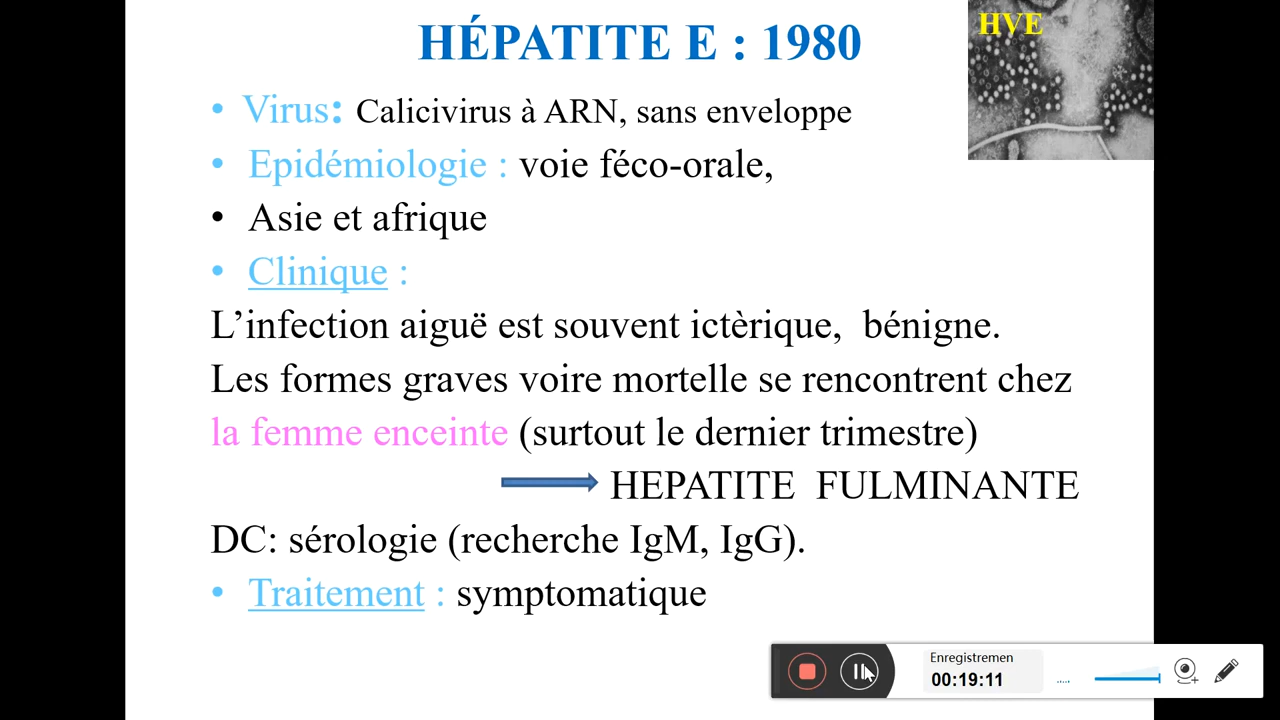 HÉPATITE E : 1980
HVE
• Virus: Calicivirus à ARN, sans enveloppe
• Epidémiologie : voie féco-orale,
• Asie et afrique
• Clinique :
L’infection aiguë est souvent ictèrique, bénigne.
Les formes graves voire mortelle se rencontrent chez
la femme enceinte (surtout le dernier trimestre)
HEPATITE FULMINANTE
DC: sérologie (recherche IgM, IgG).
• Traitement : symptomatique
Enregistremen
00:19:11